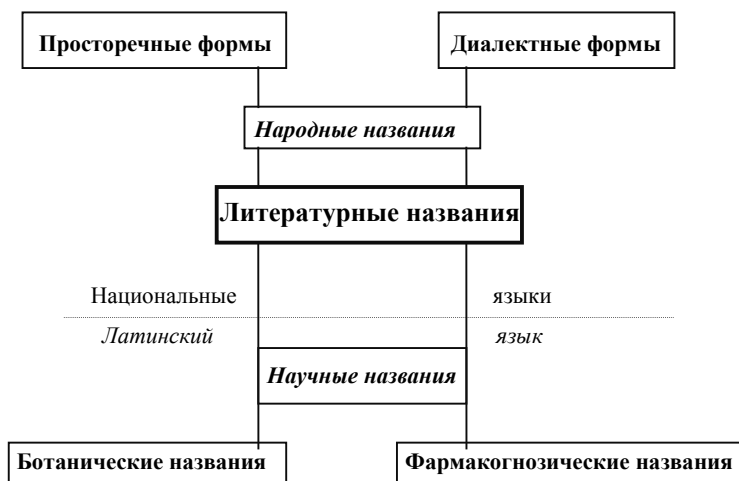 Просторечные формы
Диалектные формы
Народные названия
Литературные названия
Национальные языки
Латинский язык
Научные названия
Ботанические названия
Фармакогнозические названия